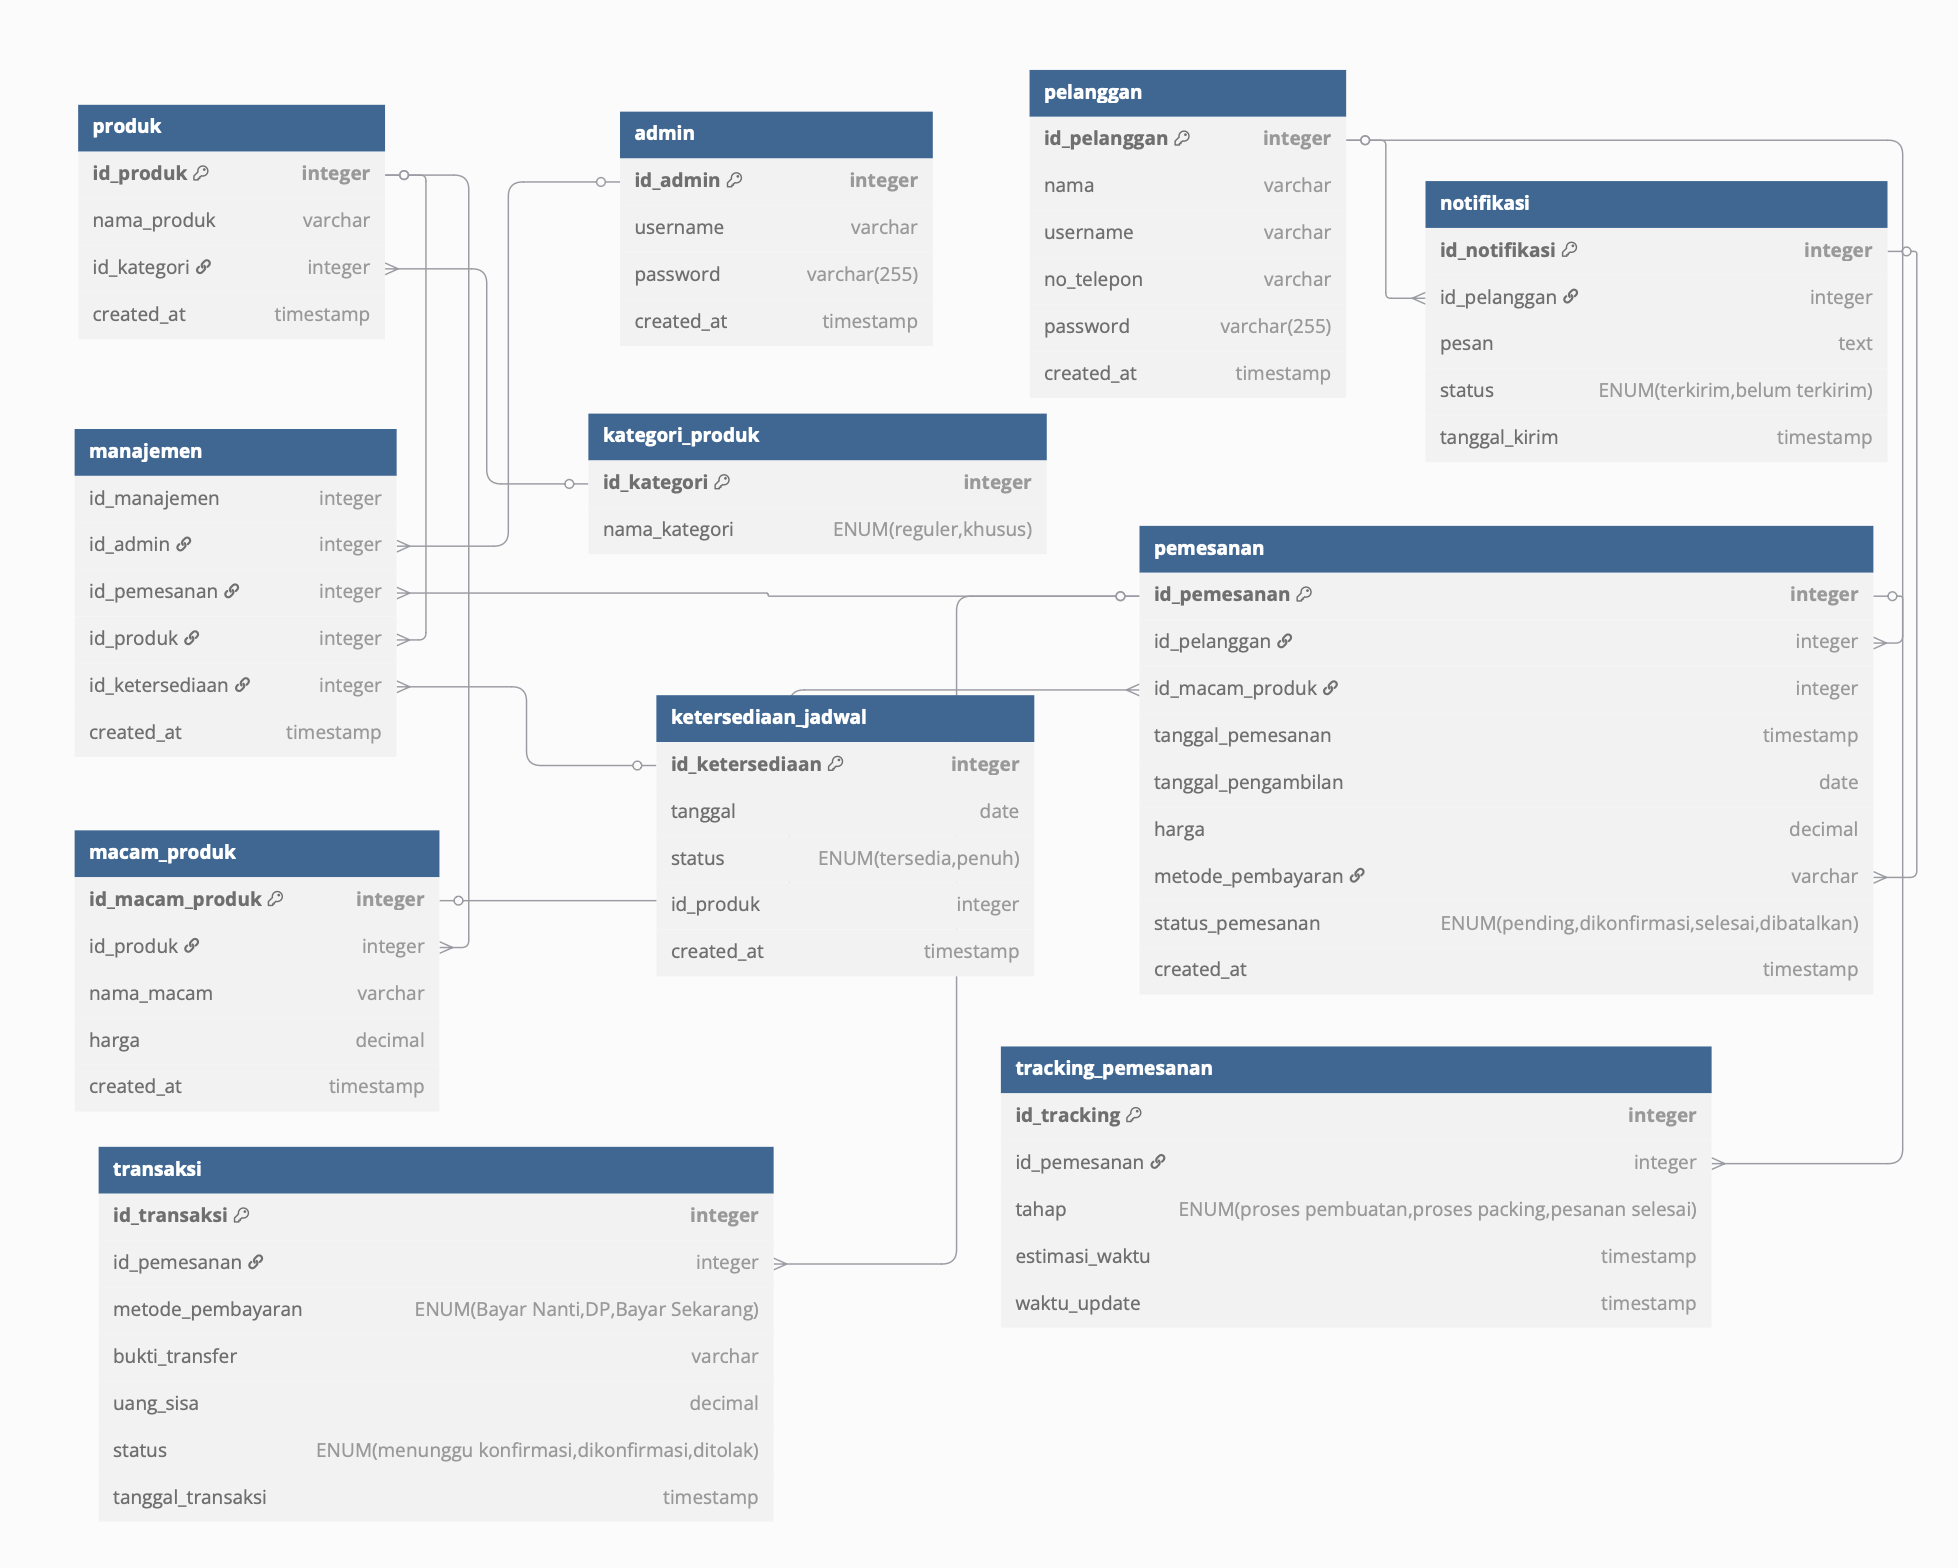 produk
id_produk integer
nama_produk varchar
id_kategori integer
created_at timestamp
admin
id_admin integer
username varchar
password varchar(255)
created_at timestamp
pelanggan
id_pelanggan integer
nama varchar
username varchar
no_telepon varchar
password varchar(255)
created_at timestamp
notifikasi
id_notifikasi integer
id_pelanggan integer
pesan text
status ENUM(terkirim,belum terkirim)
tanggal_kirim timestamp
manajemen
id_manajemen integer
id_admin integer
id_pemesanan integer
id_produk integer
id_ketersediaan integer
created_at timestamp
kategori_produk
id_kategori integer
nama_kategori ENUM(reguler,khusus)
pemesanan
id_pemesanan integer
id_pelanggan integer
id_macam_produk integer
tanggal_pemesanan timestamp
tanggal_pengambilan date
harga decimal
metode_pembayaran varchar
status_pemesanan ENUM(pending,dikonfirmasi,selesai,dibatalkan)
created_at timestamp
ketersediaan_jadwal
id_ketersediaan integer
tanggal date
status ENUM(tersedia,penuh)
id_produk integer
created_at timestamp
macam_produk
id_macam_produk integer
id_produk integer
nama_macam varchar
harga decimal
created_at timestamp
tracking_pemesanan
id_tracking integer
id_pemesanan integer
tahap ENUM(proses pembuatan,proses packing,pesanan selesai)
estimasi_waktu timestamp
waktu_update timestamp
transaksi
id_transaksi integer
id_pemesanan integer
metode_pembayaran ENUM(Bayar Nanti,DP,Bayar Sekarang)
bukti_transfer varchar
uang_sisa decimal
status ENUM(menunggu konfirmasi,dikonfirmasi,ditolak)
tanggal_transaksi timestamp